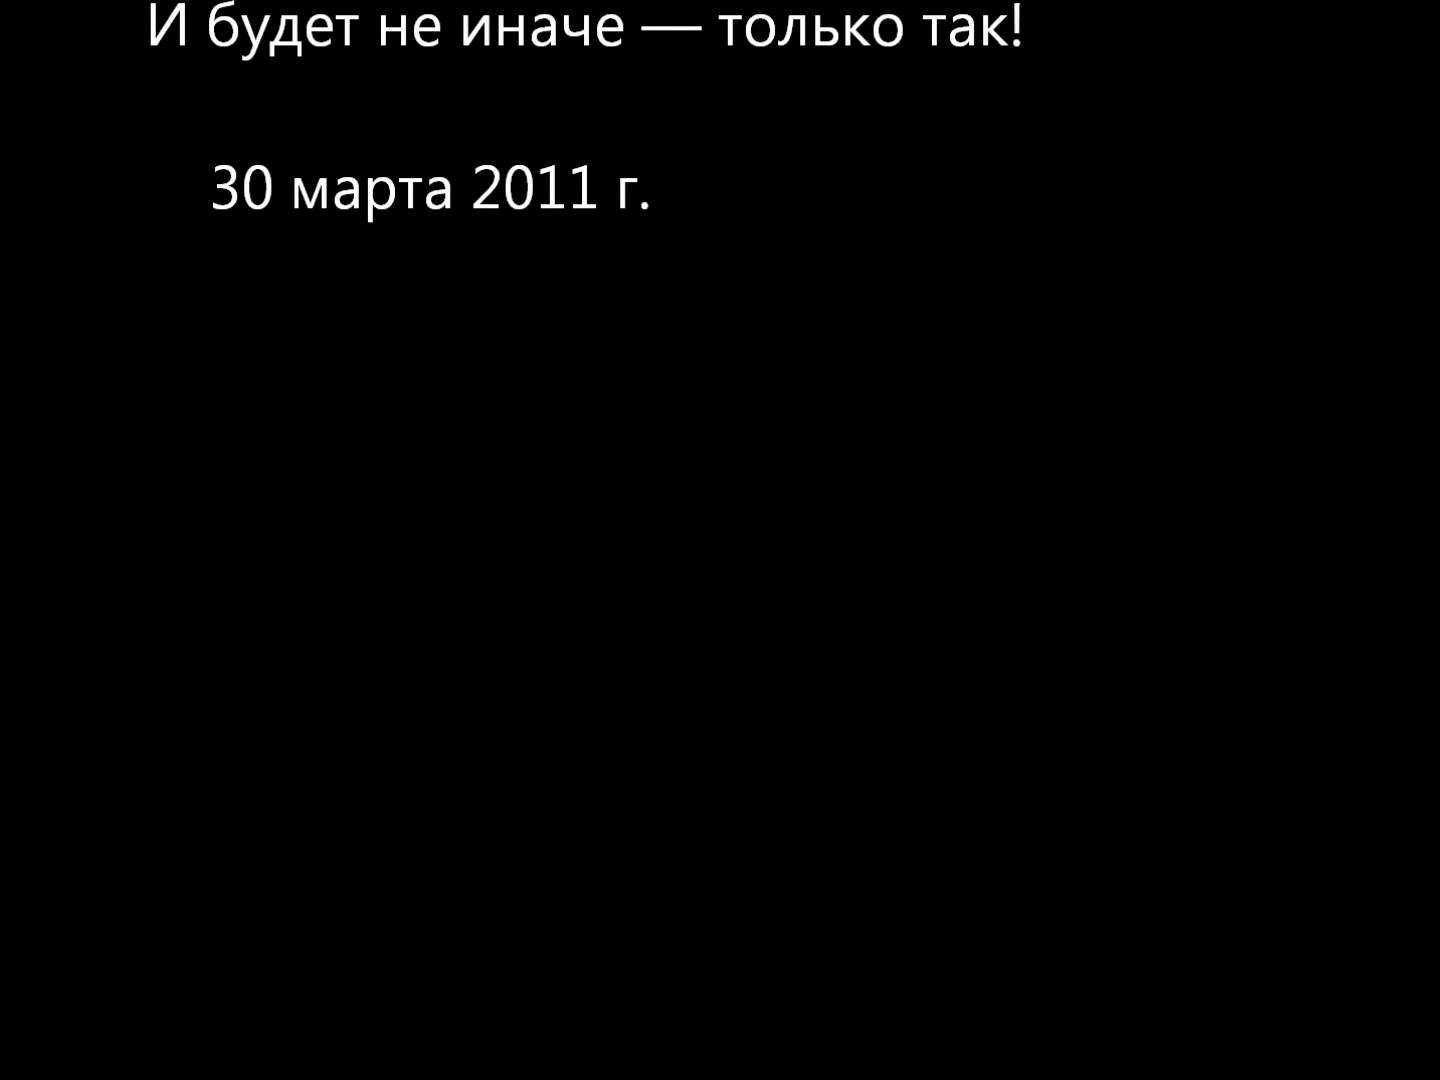 И будет не иначе — только так!
30 марта 2011 г.